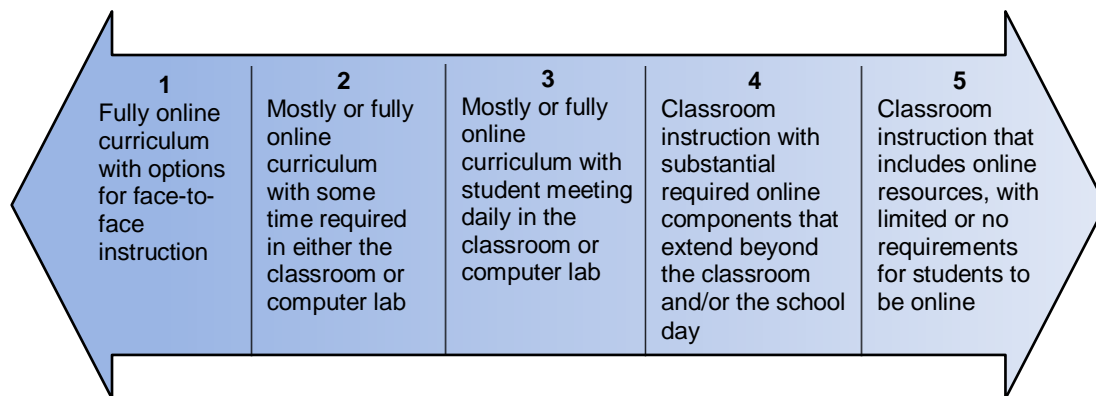 1
Fully online
curriculum
with options
for face-to-
face
instruction
2
Mostly or fully
online
curriculum
with some
time required
in either the
classroom or
computer lab
3
Mostly or fully
online
curriculum with
student meeting
daily in the
classroom or
computer lab
4
Classroom
instruction with
substantial
required online
components that
extend beyond
the classroom
and/or the school
day
5
Classroom
instruction that
includes online
resources, with
limited or no
requirements
for students to
be online